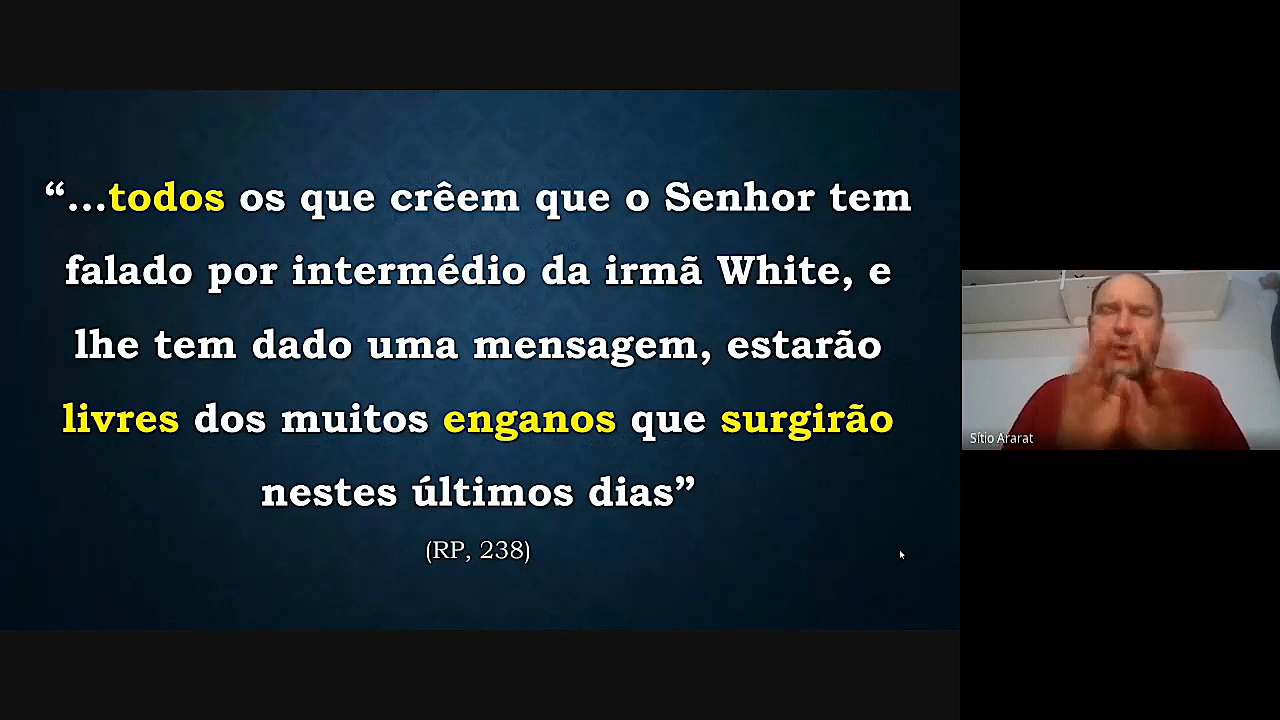 “...todos os que crêem que o Senhor tem
falado por intermédio da irmã White, e
lhe tem dado uma mensagem, estarão
livres dos muitos enganos que surgirão
nestes últimos dias”
(RP, 238)
Sítio Ararat